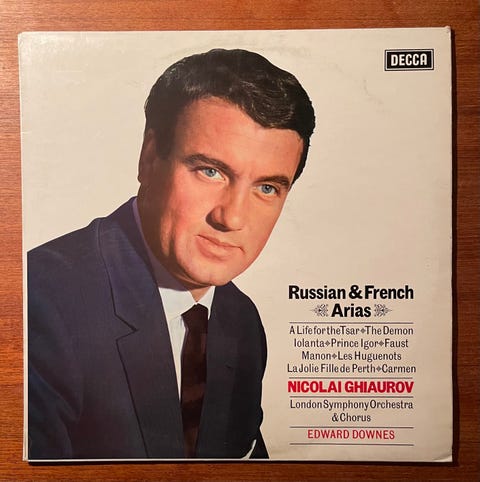 DECCA
Russian & French
Arias
A Life for the Tsar The Demon
Iolanta Prince Igor Faust
Manon Les Huguenots
La Jolie Fille de Perth Carmen
NICOLAI GHIAUROV
London Symphony Orchestra
& Chorus
EDWARD DOWNES